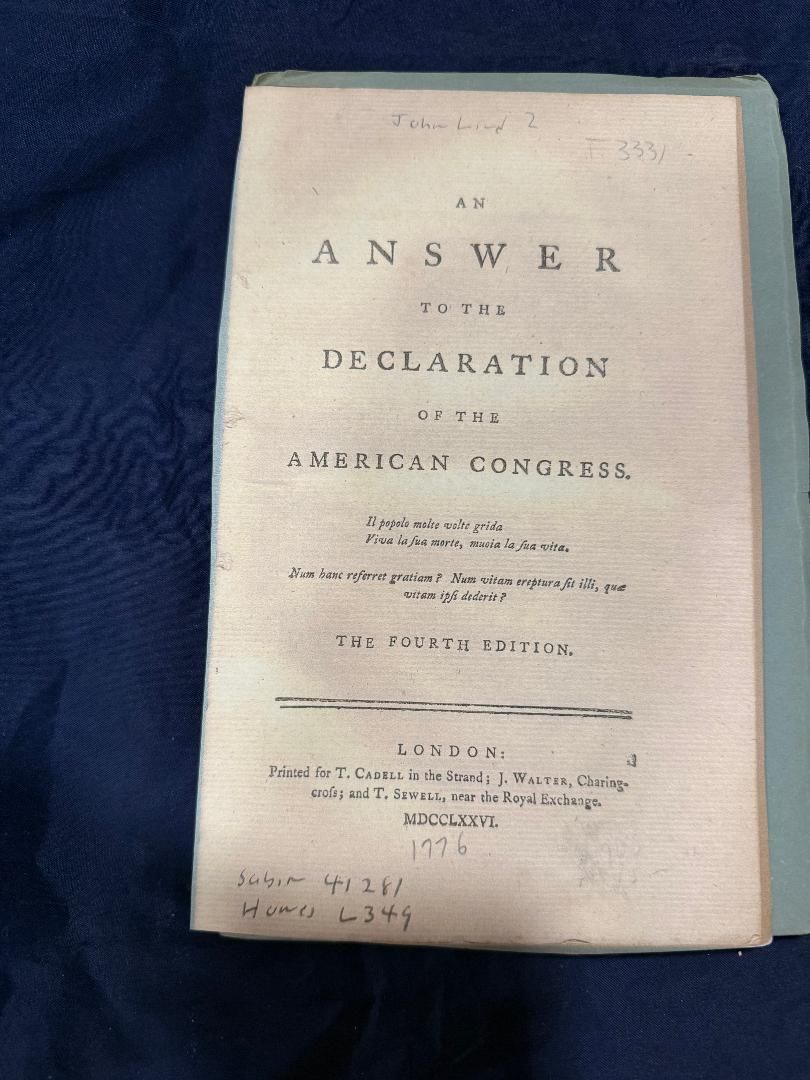 John Lind 2
F 3331
AN
ANSWER
TO THE
DECLARATION
OF THE
AMERICAN CONGRESS.
Il popolo molte volte grida
Viva la ſua morte, muoia la ſua vita.
Num hanc referret gratiam? Num vitam ereptura ſit illi, quæ
vitam ipſi dederit?
THE FOURTH EDITION.
LONDON:
Printed for T. CADELL in the Strand; J. WALTER, Charing-
croſs; and T. SEWELL, near the Royal Exchange.
MDCCLXXVI.
1776
Sabin 41281
Howes L349